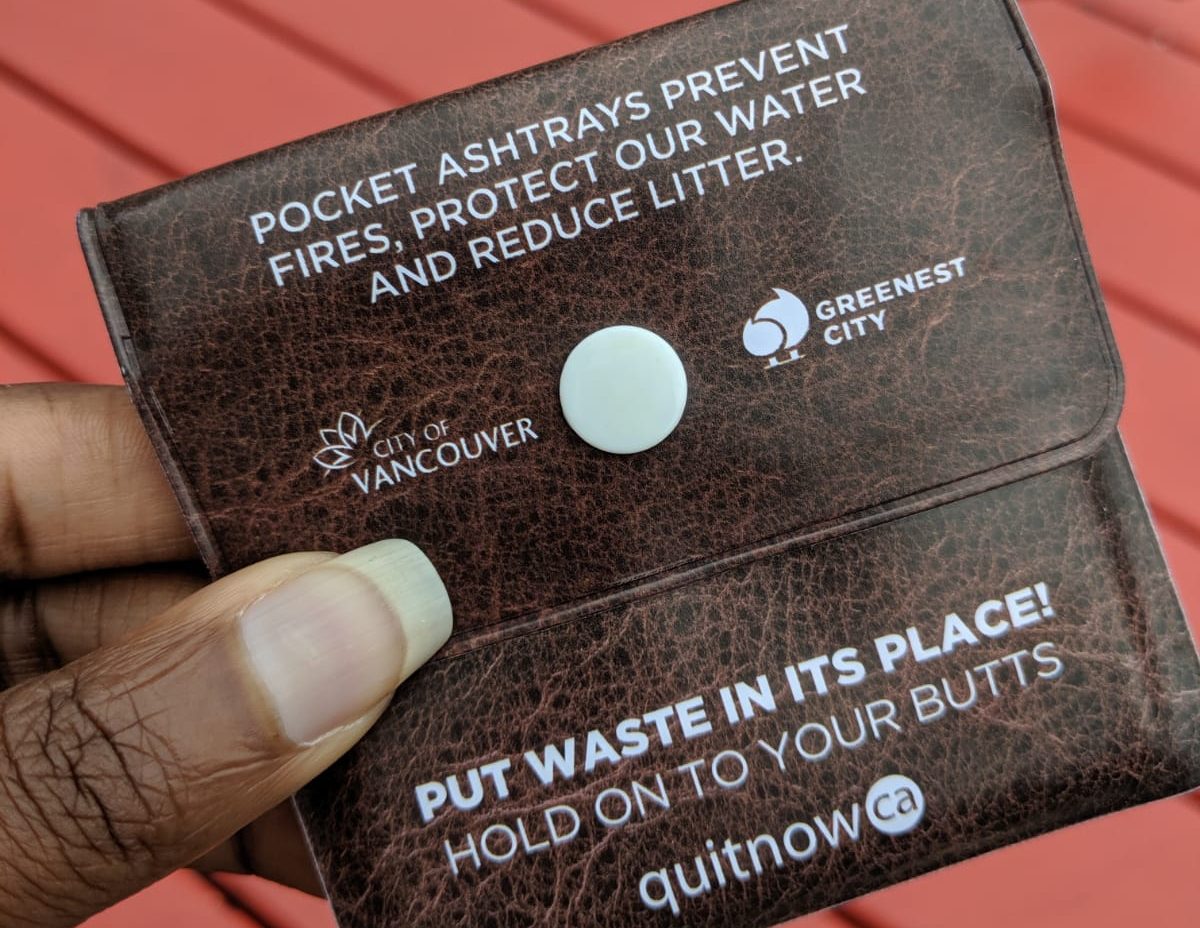 POCKET ASHTRAYS PREVENT
FIRES, PROTECT OUR WATER
AND REDUCE LITTER.
GREENEST
CITY
CITY OF
VANCOUVER
PUT WASTE IN ITS PLACE!
HOLD ON TO YOUR BUTTS
quitnow ca